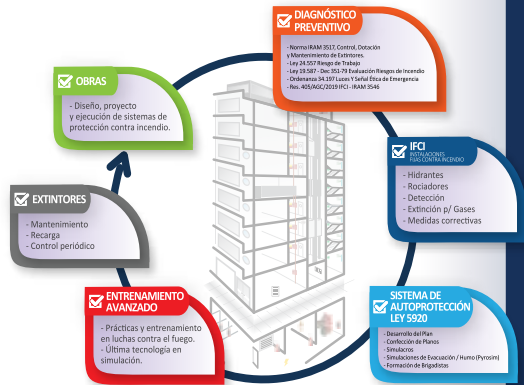 DIAGNÓSTICO
PREVENTIVO
- Norma IRAM 3517, Control, Dotación
y Mantenimiento de Extintores.
- Ley 24.557 Riesgo de Trabajo
- Ley 19.587 - Dec 351-79 Evaluación Riesgos de Incendio
- Ordenanza 34.197 Luces Y Señal Ética de Emergencia
- Res. 405/AGC/2019 IFCI - IRAM 3546
IFCI
INSTALACIONES
FIJAS CONTRA INCENDIO
- Hidrantes
- Rociadores
- Detección
- Extinción p/ Gases
- Medidas correctivas
SISTEMA DE
AUTOPROTECCIÓN
LEY 5920
- Desarrollo del Plan
- Confección de Planos
- Simulacros
- Simulaciones de Evacuación / Humo (Pyrosim)
- Formación de Brigadistas
ENTRENAMIENTO
AVANZADO
- Prácticas y entrenamiento
en luchas contra el fuego.
- Última tecnología en
simulación.
EXTINTORES
- Mantenimiento
- Recarga
- Control periódico
OBRAS
- Diseño, proyecto
y ejecución de sistemas de
protección contra incendio.